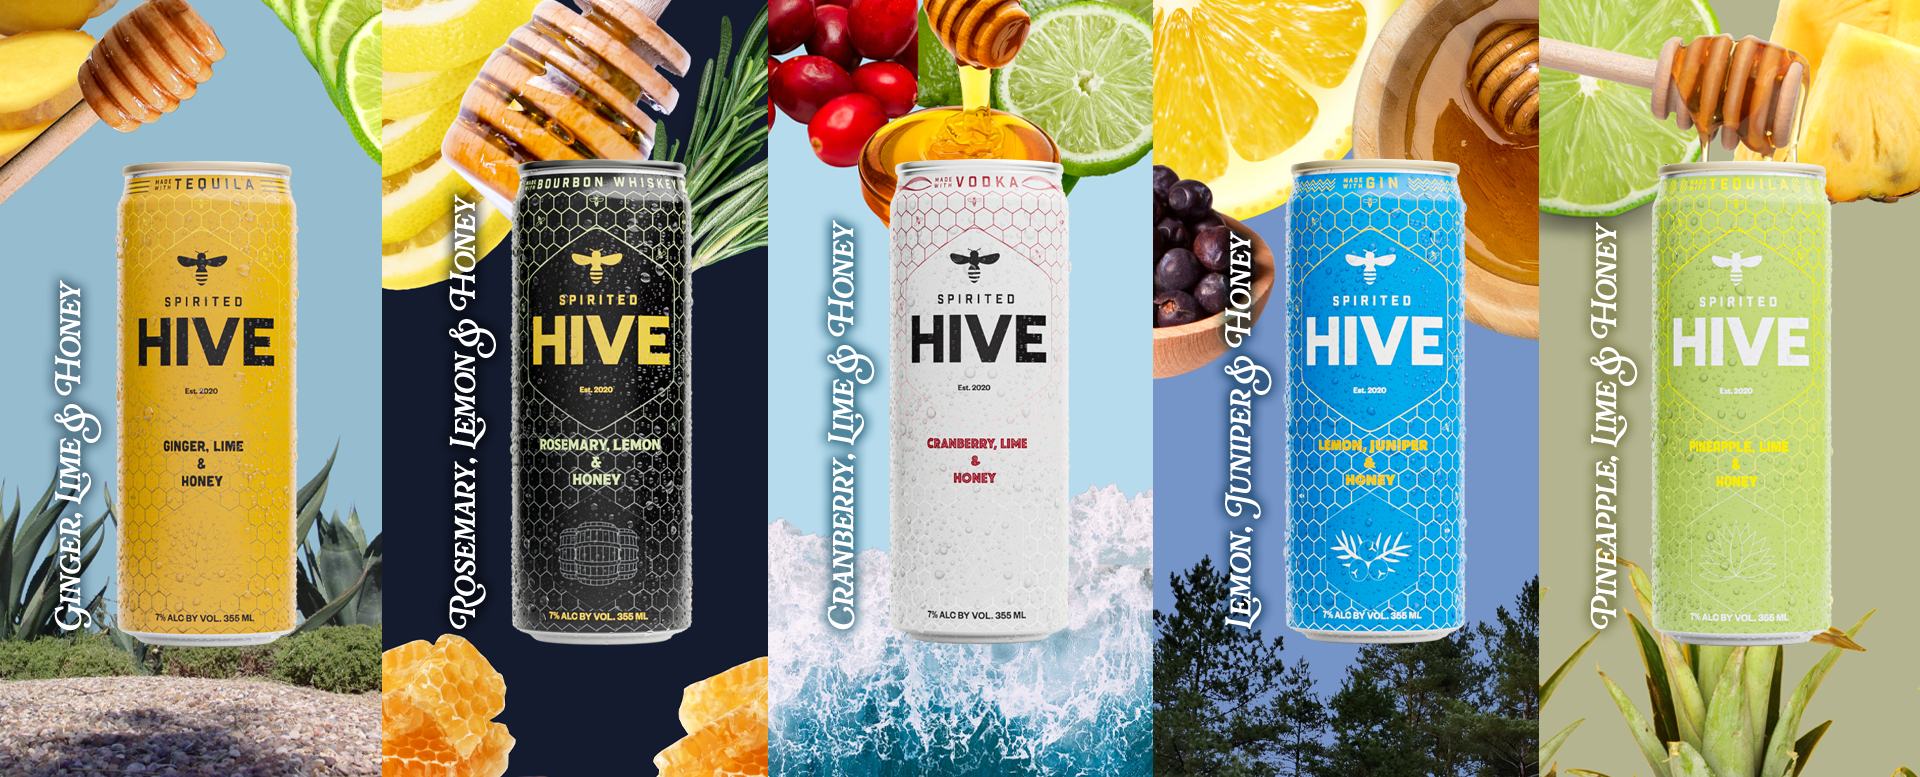 Ginger, Lime & Honey
MADE WITH TEQUILA
SPIRITED
HIVE
Est. 2020
GINGER, LIME
&
HONEY
7% ALC BY VOL. 355 ML
Rosemary, Lemon & Honey
MADE WITH BOURBON WHISKEY
SPIRITED
HIVE
Est. 2020
ROSEMARY, LEMON
&
HONEY
7% ALC BY VOL. 355 ML
Cranberry, Lime & Honey
MADE WITH VODKA
SPIRITED
HIVE
Est. 2020
CRANBERRY, LIME
&
HONEY
7% ALC BY VOL. 355 ML
Lemon, Juniper & Honey
MADE WITH GIN
SPIRITED
HIVE
Est. 2020
LEMON, JUNIPER
&
HONEY
7% ALC BY VOL. 355 ML
Pineapple, Lime & Honey
MADE WITH TEQUILA
SPIRITED
HIVE
Est. 2020
PINEAPPLE, LIME
&
HONEY
7% ALC BY VOL. 355 ML